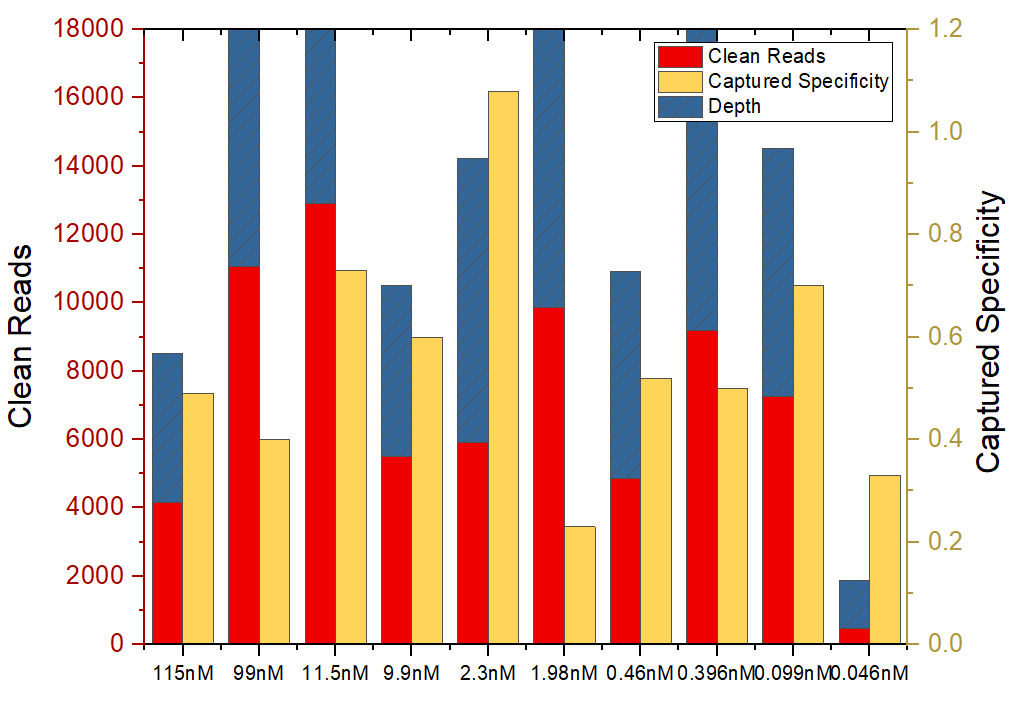 18000
16000
14000
12000
10000
8000
6000
4000
2000
0
Clean Reads
1.2
1.0
0.8
0.6
0.4
0.2
0.0
Captured Specificity
Clean Reads
Captured Specificity
Depth
115nM 99nM 11.5nM 9.9nM 2.3nM 1.98nM 0.46nM 0.396nM 0.099nM 0.046nM